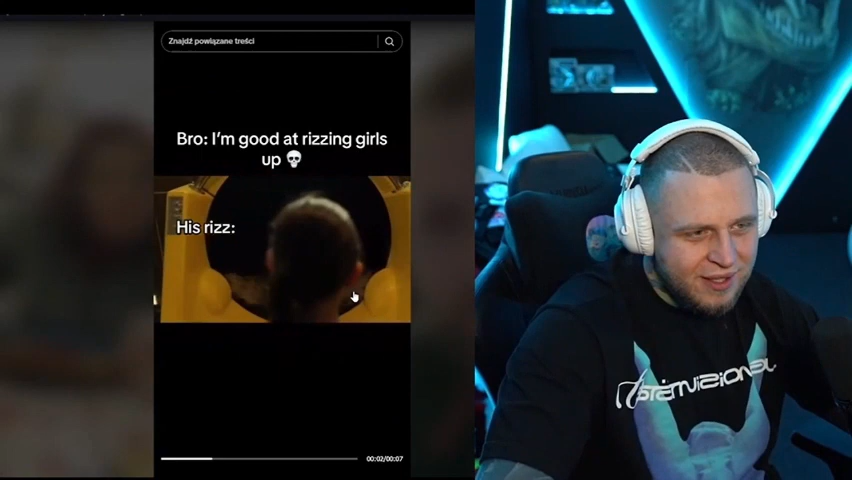 Znajdź powiązane treści
Bro: I'm good at rizzing girls
up 💀
His rizz:
00:02/00:07